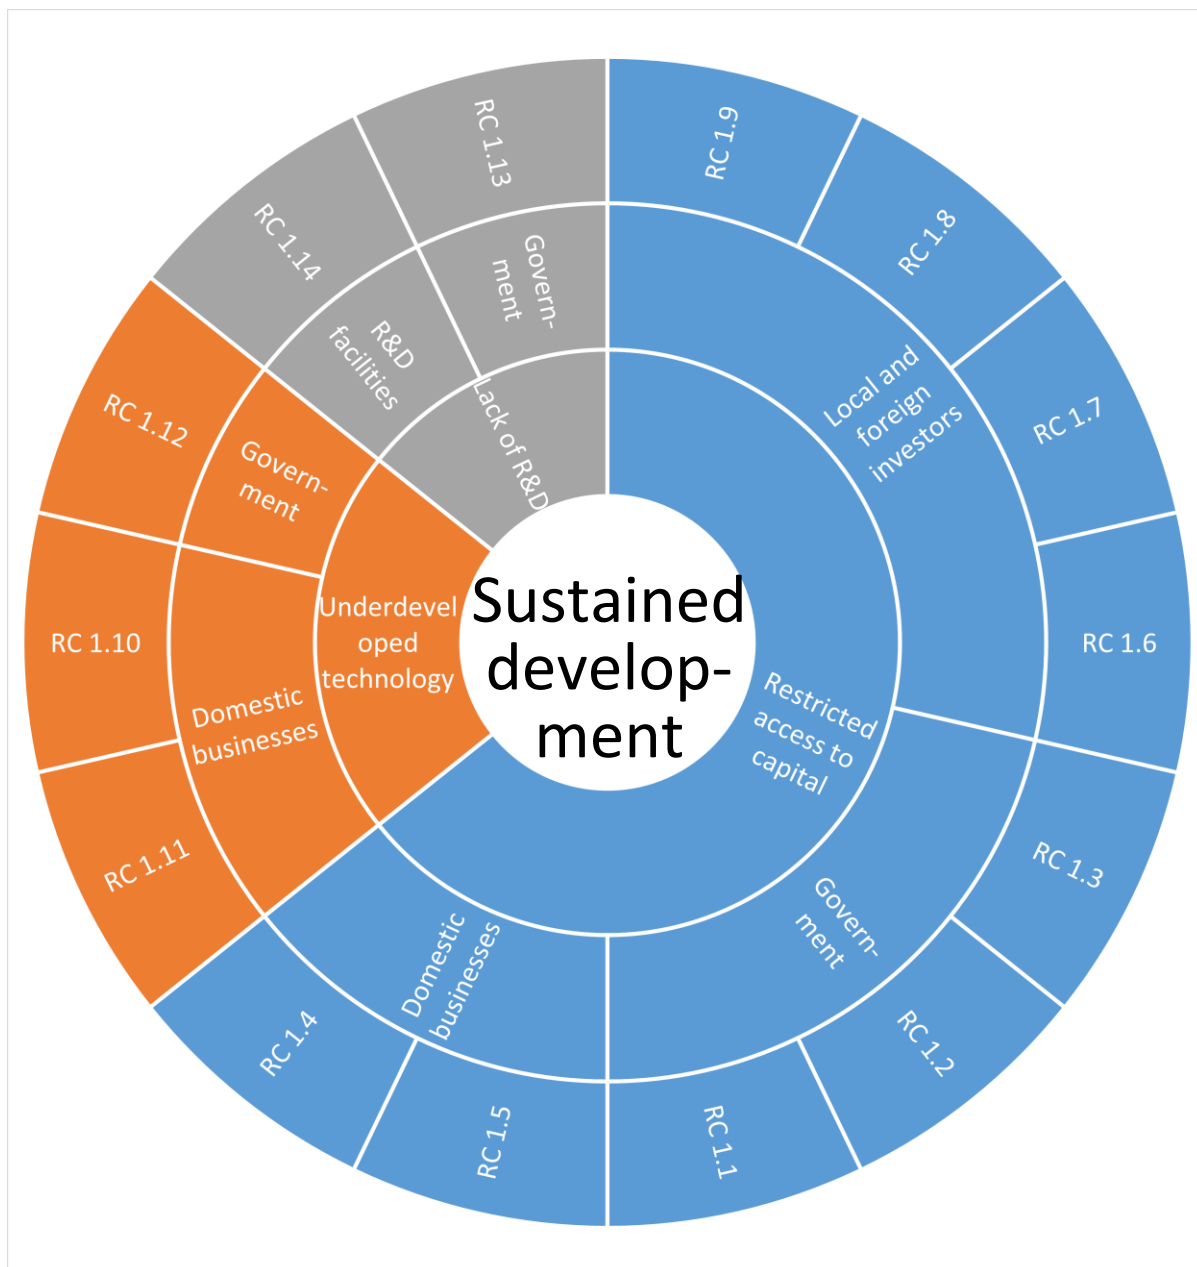 Sustained
develop-
ment
Restricted
access to
capital
Local and
foreign
investors
RC 1.9
RC 1.8
RC 1.7
RC 1.6
Govern-
ment
RC 1.3
RC 1.2
RC 1.1
Domestic
businesses
RC 1.5
RC 1.4
Underdevel
oped
technology
Domestic
businesses
RC 1.11
RC 1.10
Govern-
ment
RC 1.12
Lack of R&D
R&D
facilities
RC 1.14
Govern-
ment
RC 1.13